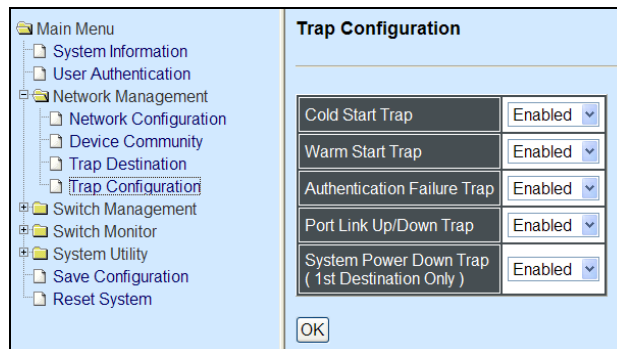 Main Menu
System Information
User Authentication
Network Management
Network Configuration
Device Community
Trap Destination
Trap Configuration
Switch Management
Switch Monitor
System Utility
Save Configuration
Reset System
Trap Configuration
Cold Start Trap Enabled
Warm Start Trap Enabled
Authentication Failure Trap Enabled
Port Link Up/Down Trap Enabled
System Power Down Trap
( 1st Destination Only ) Enabled
OK